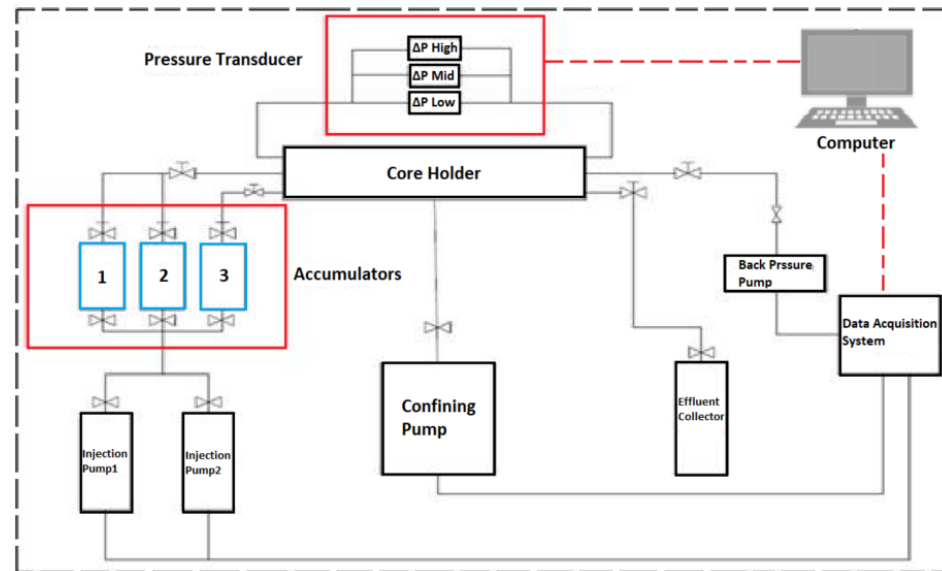 Pressure Transducer
ΔP High
ΔP Mid
ΔP Low
Computer
Core Holder
1
2
3
Accumulators
Back Prssure
Pump
Data Acquisition
System
Confining
Pump
Effluent
Collector
Injection
Pump1
Injection
Pump2